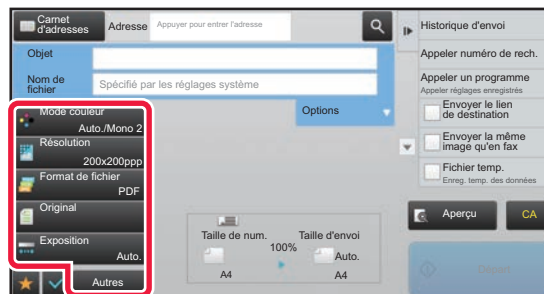 Carnet
d'adresses
Adresse
Appuyer pour entrer l'adresse
Objet
Nom de
fichier
Spécifié par les réglages système
Options
Mode couleur
Auto./Mono 2
Résolution
200x200ppp
Format de
fichier
PDF
Original
Exposition
Auto.
Autres
Taille de num.
100%
Taille d'envoi
Auto.
A4
A4
Historique d'envoi
Appeler numéro de rech.
Appeler un programme
Appeler réglages enregistrés
Envoyer le lien
de destination
Envoyer la même
image qu'en fax
Fichier temp.
Enreg. temp. des données
Aperçu
CA
Départ